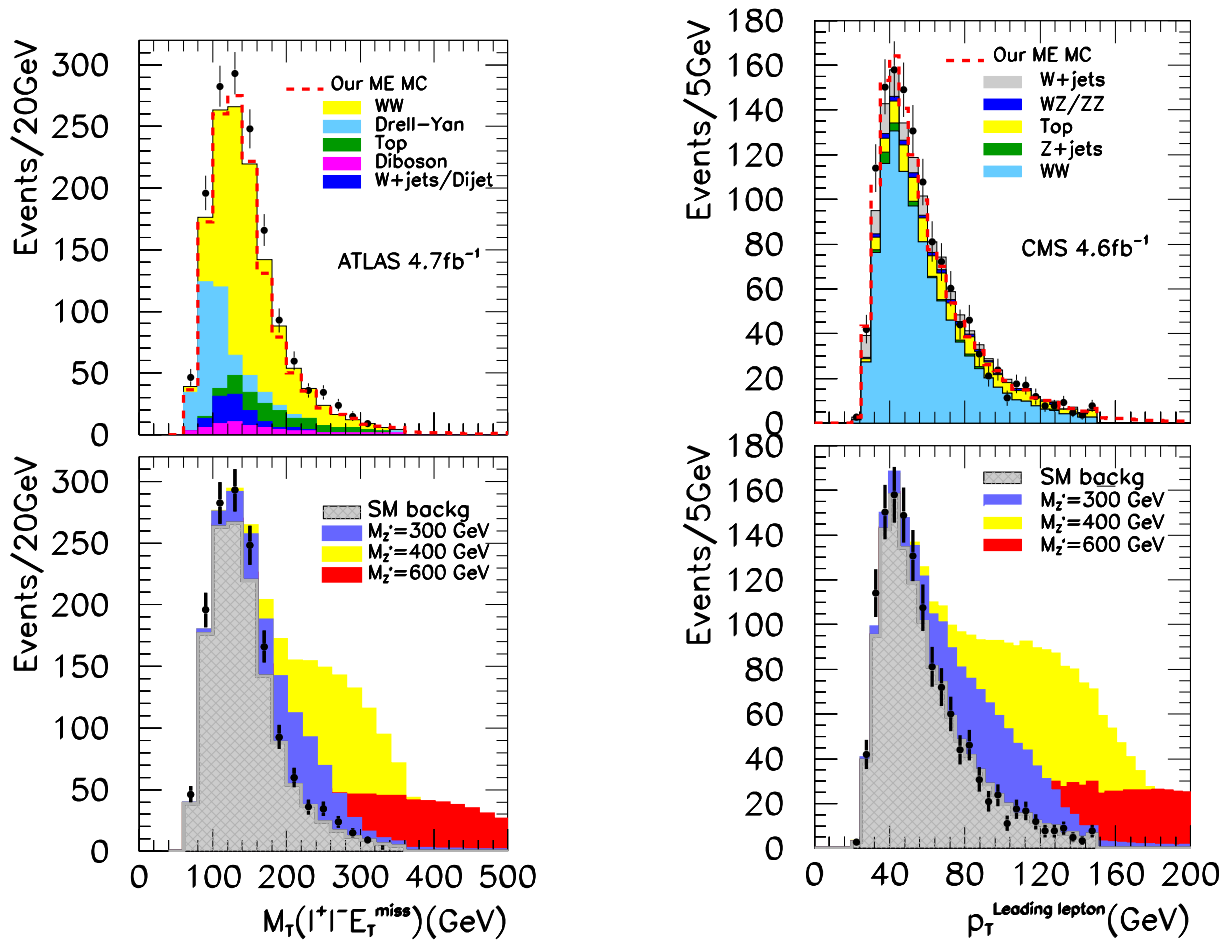 Events/20GeV
300
250
200
150
100
50
0
Our ME MC
WW
Drell-Yan
Top
Diboson
W+jets/Dijet
ATLAS 4.7fb⁻¹
Events/5GeV
180
160
140
120
100
80
60
40
20
0
Our ME MC
W+jets
WZ/ZZ
Top
Z+jets
WW
CMS 4.6fb⁻¹
Events/20GeV
300
250
200
150
100
50
0
SM backg
M_Z'=300 GeV
M_Z'=400 GeV
M_Z'=600 GeV
0 100 200 300 400 500
M_T(l⁺l⁻E_T^miss)(GeV)
Events/5GeV
180
160
140
120
100
80
60
40
20
0
SM backg
M_Z'=300 GeV
M_Z'=400 GeV
M_Z'=600 GeV
0 40 80 120 160 200
p_T^Leading lepton(GeV)